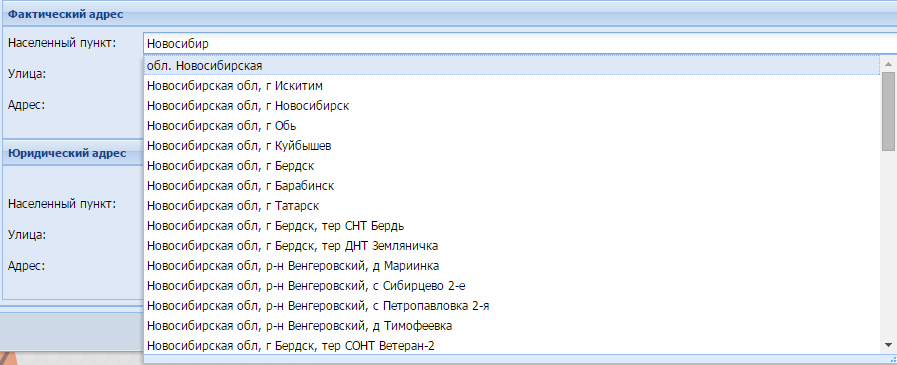 Фактический адрес
Населенный пункт: Новосибир
Улица:
Адрес:
обл. Новосибирская
Новосибирская обл, г Искитим
Новосибирская обл, г Новосибирск
Новосибирская обл, г Обь
Новосибирская обл, г Куйбышев
Новосибирская обл, г Бердск
Новосибирская обл, г Барабинск
Новосибирская обл, г Татарск
Новосибирская обл, г Бердск, тер СНТ Бердь
Новосибирская обл, г Бердск, тер ДНТ Земляничка
Новосибирская обл, р-н Венгеровский, д Мариинка
Новосибирская обл, р-н Венгеровский, с Сибирцево 2-е
Новосибирская обл, р-н Венгеровский, с Петропавловка 2-я
Новосибирская обл, р-н Венгеровский, д Тимофеевка
Новосибирская обл, г Бердск, тер СОНТ Ветеран-2
Юридический адрес
Населенный пункт:
Улица:
Адрес: